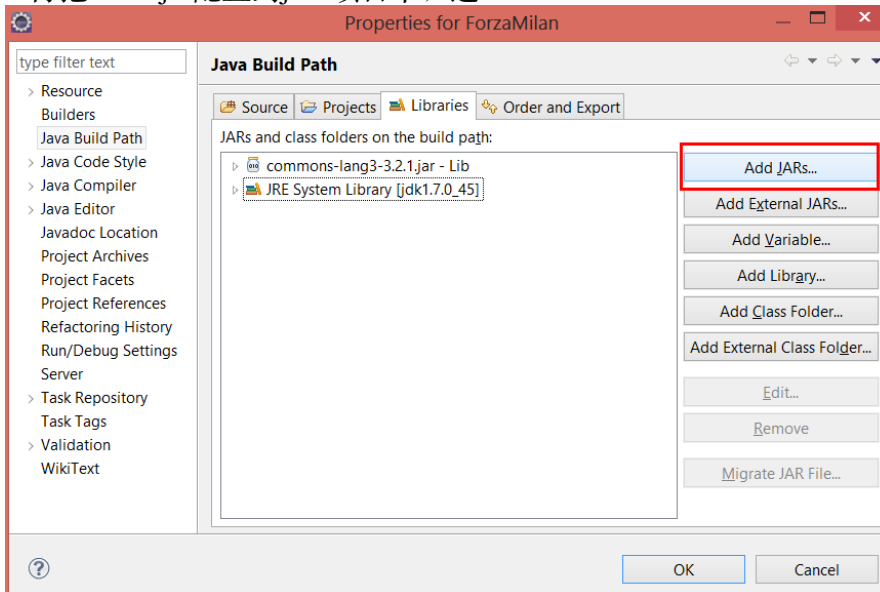 Properties for ForzaMilan
type filter text
Resource
Builders
Java Build Path
Java Code Style
Java Compiler
Java Editor
Javadoc Location
Project Archives
Project Facets
Project References
Refactoring History
Run/Debug Settings
Server
Task Repository
Task Tags
Validation
WikiText
Java Build Path
Source Projects Libraries Order and Export
JARs and class folders on the build path:
commons-lang3-3.2.1.jar - Lib
JRE System Library [jdk1.7.0_45]
Add JARs...
Add External JARs...
Add Variable...
Add Library...
Add Class Folder...
Add External Class Folder...
Edit...
Remove
Migrate JAR File...
OK
Cancel